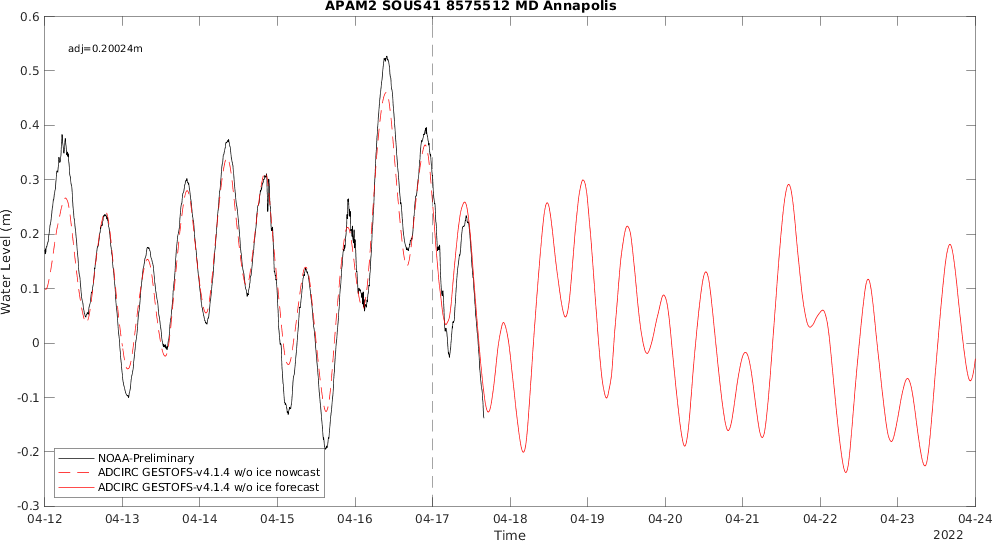 APAM2 SOUS41 8575512 MD Annapolis
0.6
adj=0.20024m
0.5
0.4
0.3
0.2
0.1
0
-0.1
-0.2
-0.3
Water Level (m)
NOAA-Preliminary
ADCIRC GESTOFS-v4.1.4 w/o ice nowcast
ADCIRC GESTOFS-v4.1.4 w/o ice forecast
04-12 04-13 04-14 04-15 04-16 04-17 04-18 04-19 04-20 04-21 04-22 04-23 04-24
Time
2022